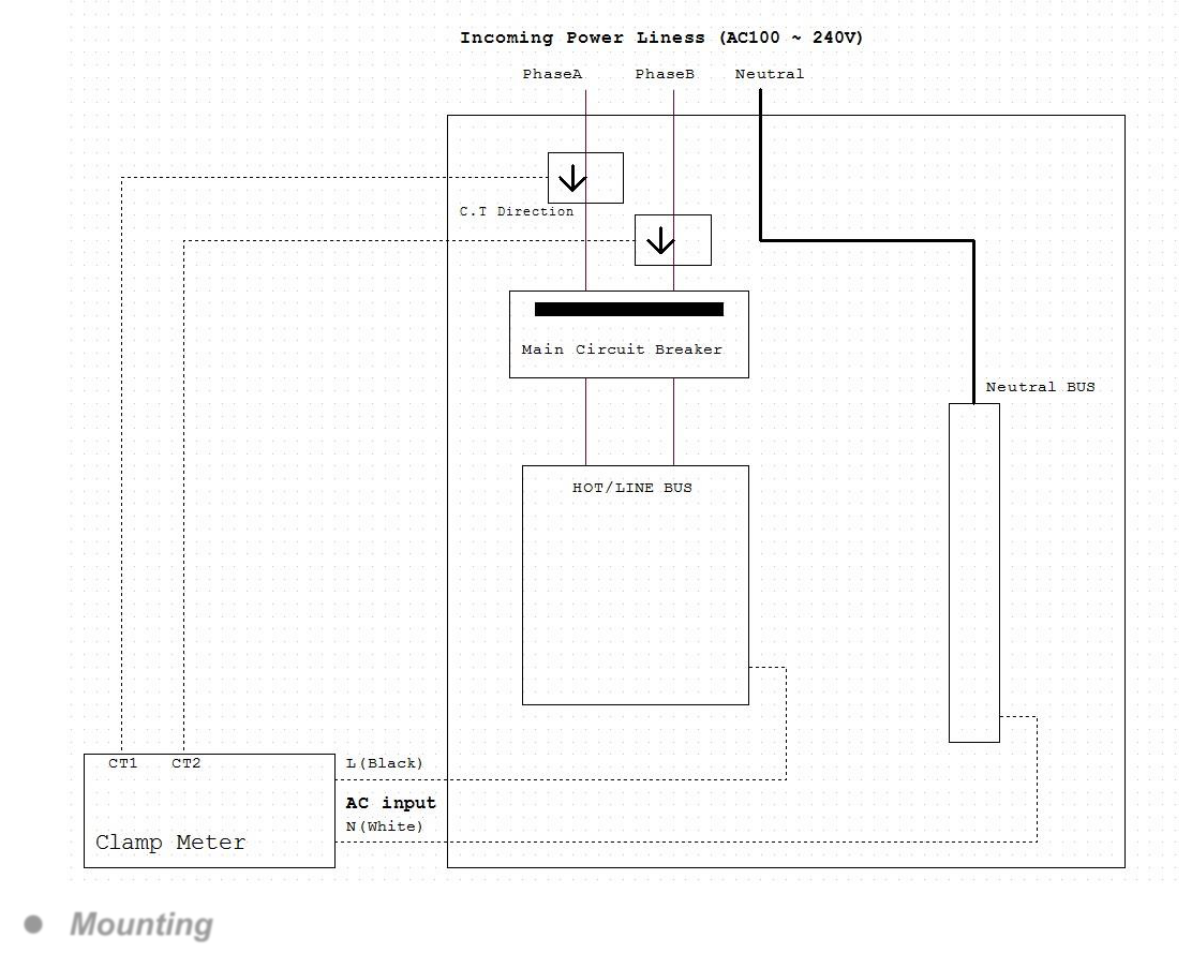 Incoming Power Liness (AC100 ~ 240V)
PhaseA PhaseB Neutral
C.T Direction
Main Circuit Breaker
Neutral BUS
HOT/LINE BUS
CT1 CT2
L(Black)
AC input
N(White)
Clamp Meter
Mounting